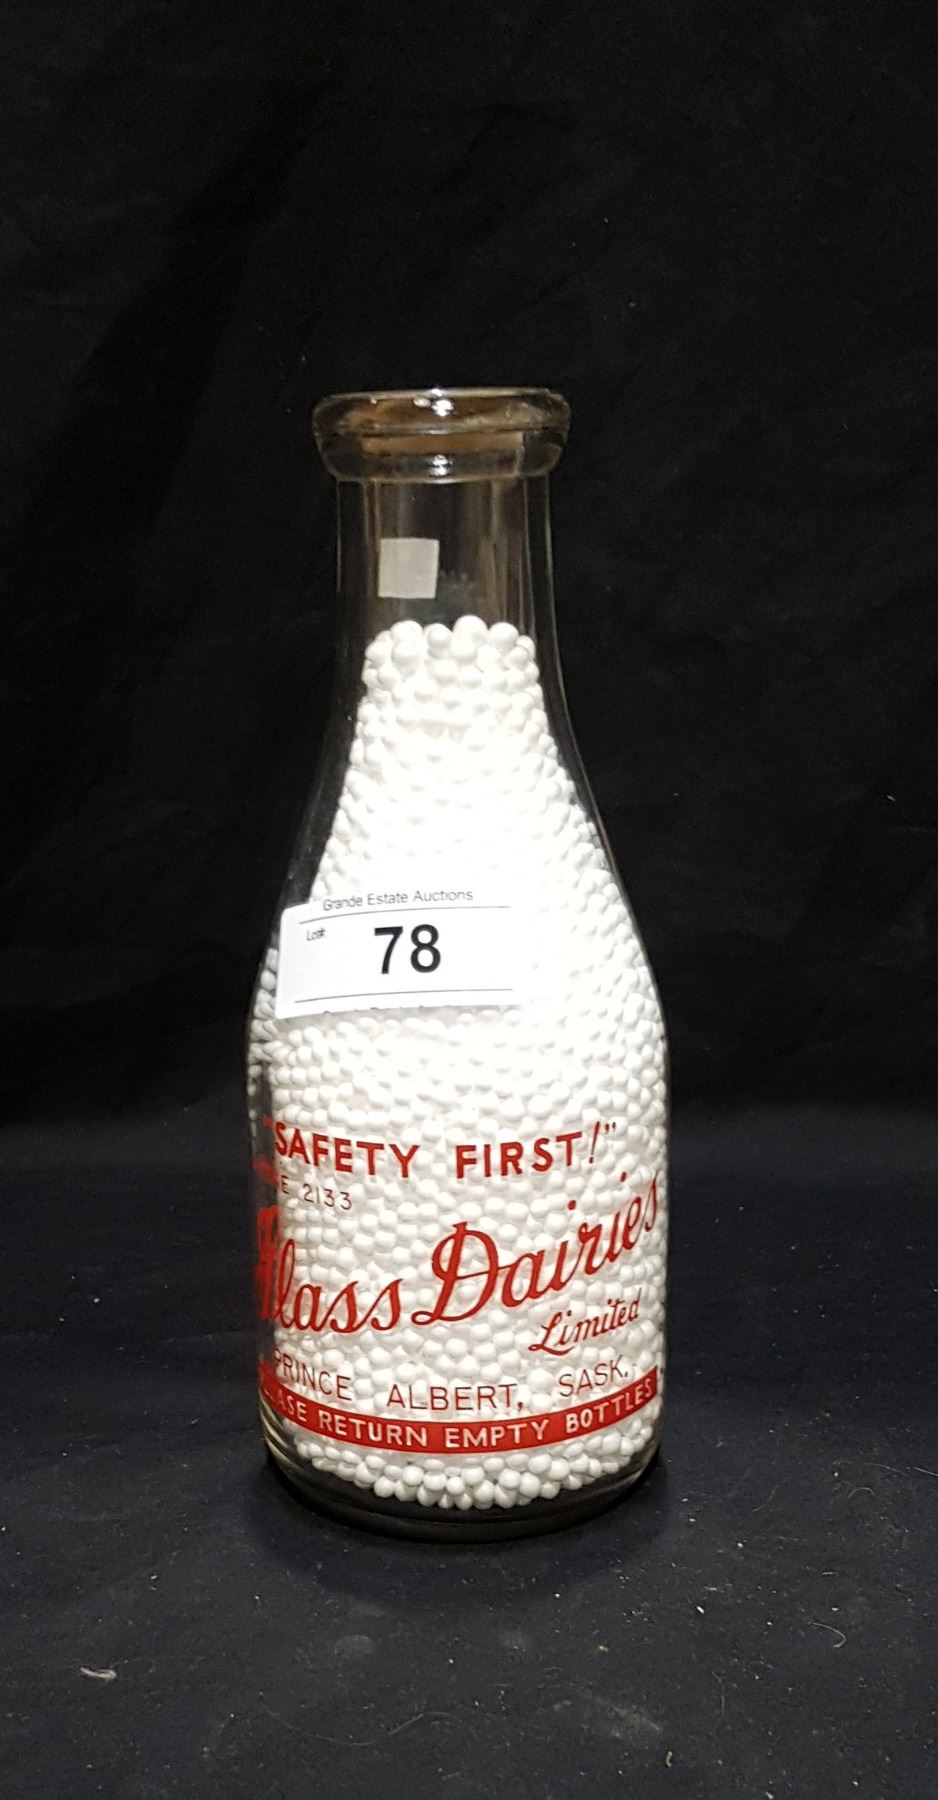 Grande Estate Auctions
Lot#
78
"SAFETY FIRST!"
E 2133
lass Dairies
Limited
PRINCE ALBERT, SASK.
ASE RETURN EMPTY BOTTLES